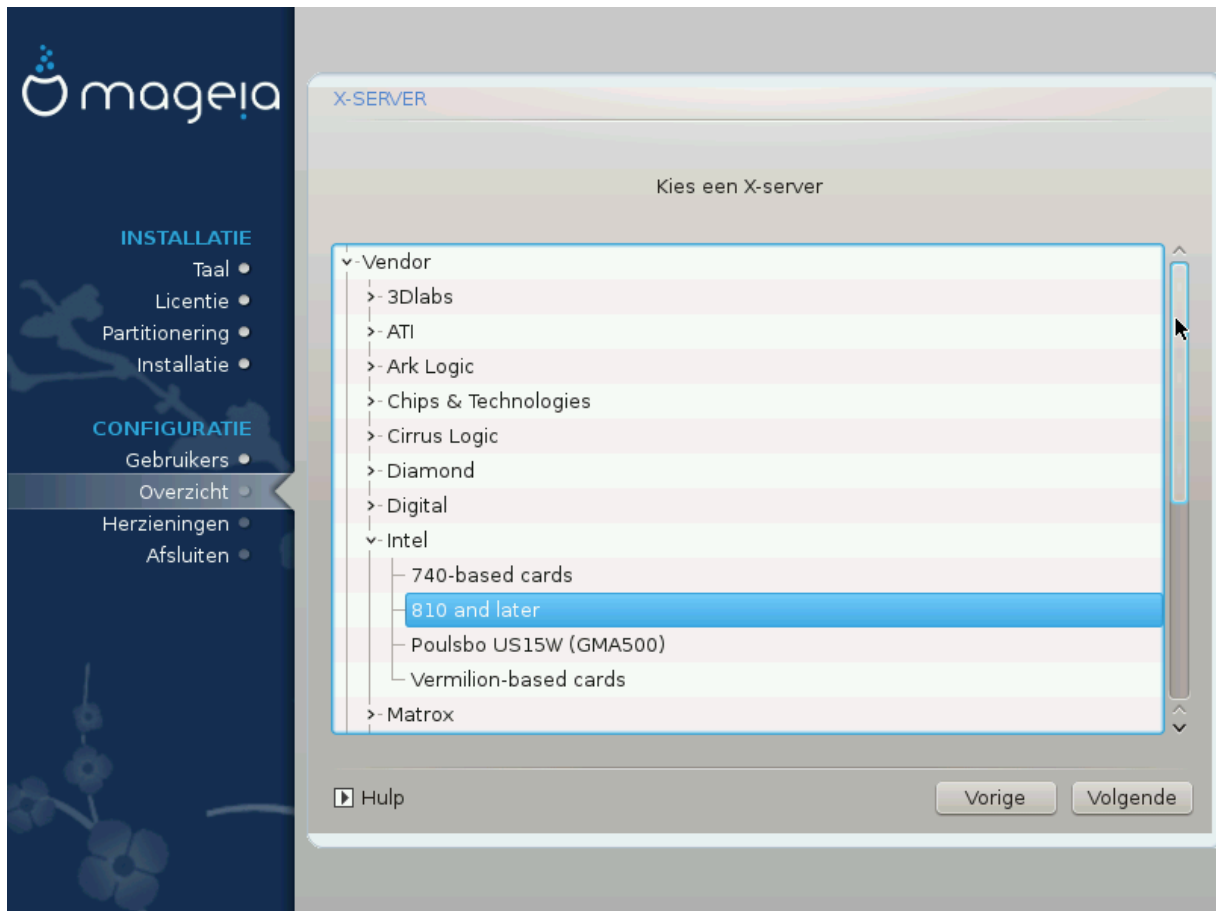 mageia
INSTALLATIE
Taal
Licentie
Partitionering
Installatie
CONFIGURATIE
Gebruikers
Overzicht
Herzieningen
Afsluiten
X-SERVER
Kies een X-server
Vendor
3Dlabs
ATI
Ark Logic
Chips & Technologies
Cirrus Logic
Diamond
Digital
Intel
740-based cards
810 and later
Poulsbo US15W (GMA500)
Vermilion-based cards
Matrox
Hulp
Vorige
Volgende